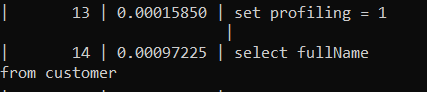 |       13 | 0.00015850 | set profiling = 1
|
|       14 | 0.00097225 | select fullName
from customer